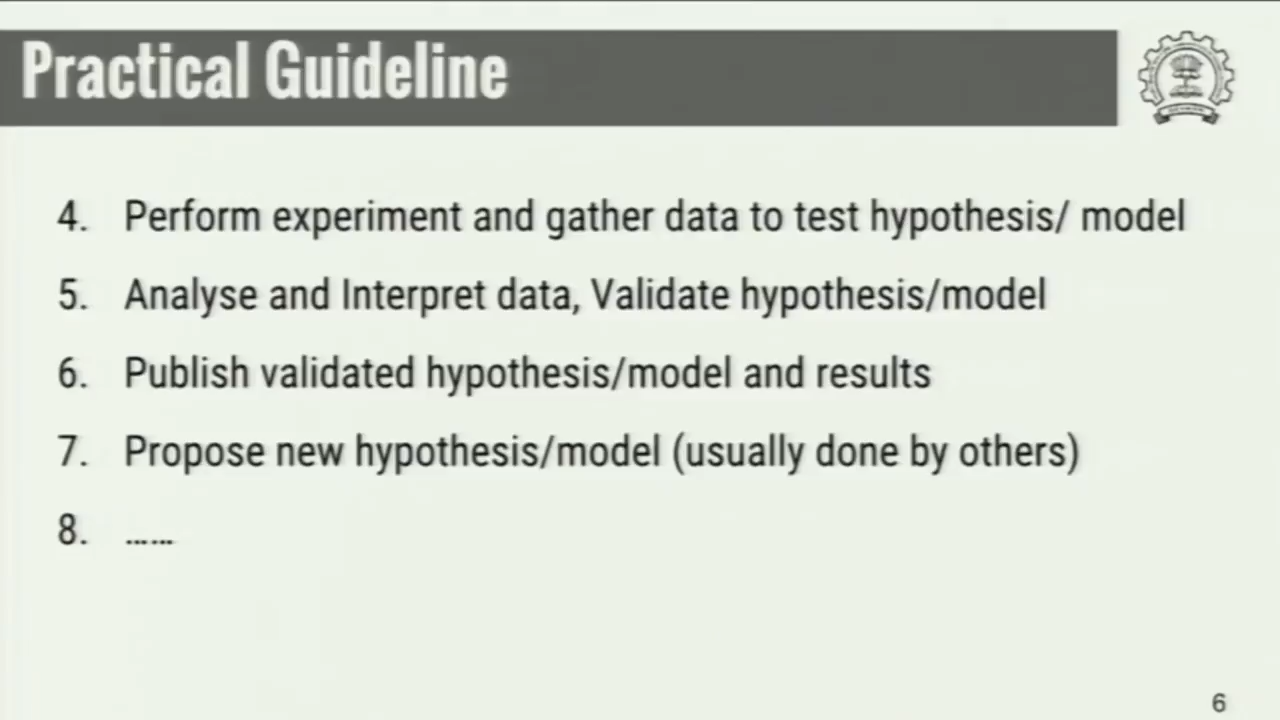 Practical Guideline
4. Perform experiment and gather data to test hypothesis/ model
5. Analyse and Interpret data, Validate hypothesis/model
6. Publish validated hypothesis/model and results
7. Propose new hypothesis/model (usually done by others)
8. ......
6